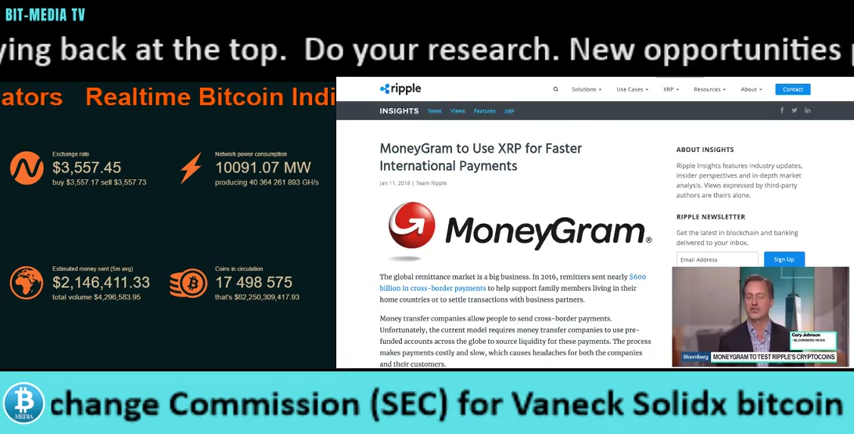 BIT-MEDIA TV
ying back at the top. Do your research. New opportunities
ators Realtime Bitcoin Indi
Exchange rate
$3,557.45
buy $3,557.17 sell $3,557.73
Network power consumption
10091.07 MW
producing 40 364 261 893 GH/s
Estimated money sent (5m avg)
$2,146,411.33
total volume $4,296,583.95
Coins in circulation
17 498 575
that's $62,250,309,417.93
ripple
Solutions
Use Cases
XRP
Resources
About
Contact
INSIGHTS
News
Views
Features
XRP
MoneyGram to Use XRP for Faster
International Payments
Jan 11, 2018 | Team Ripple
MoneyGram®
The global remittance market is a big business. In 2016, remitters sent nearly $600
billion in cross-border payments to help support family members living in their
home countries or to settle transactions with business partners.
Money transfer companies allow people to send cross-border payments.
Unfortunately, the current model requires money transfer companies to use pre-
funded accounts across the globe to source liquidity for these payments. The process
makes payments costly and slow, which causes headaches for both the companies
and their customers.
ABOUT INSIGHTS
Ripple Insights features industry updates,
insider perspectives and in-depth market
analysis. Views expressed by third-party
authors are theirs alone.
RIPPLE NEWSLETTER
Get the latest in blockchain and banking
delivered to your inbox.
Email Address
Sign Up
Cory Johnson
BLOOMBERG NEWS
Bloomberg
MONEYGRAM TO TEST RIPPLE'S CRYPTOCOINS
MEDIA
change Commission (SEC) for Vaneck Solidx bitcoin